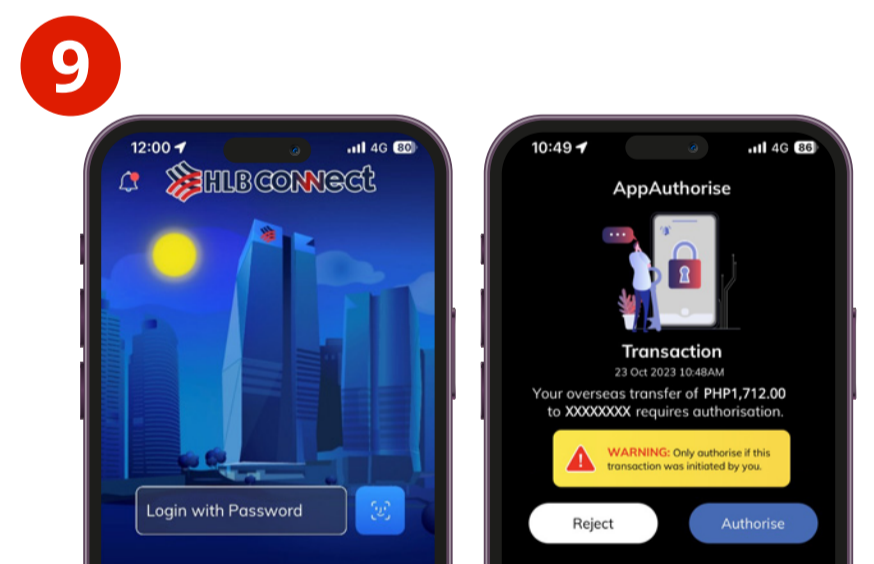 9
12:00 4G 80
HLB CONNECT
Login with Password
10:49 4G 86
AppAuthorise
Transaction
23 Oct 2023 10:48AM
Your overseas transfer of PHP1,712.00
to XXXXXXXX requires authorisation.
WARNING: Only authorise if this
transaction was initiated by you.
Reject Authorise